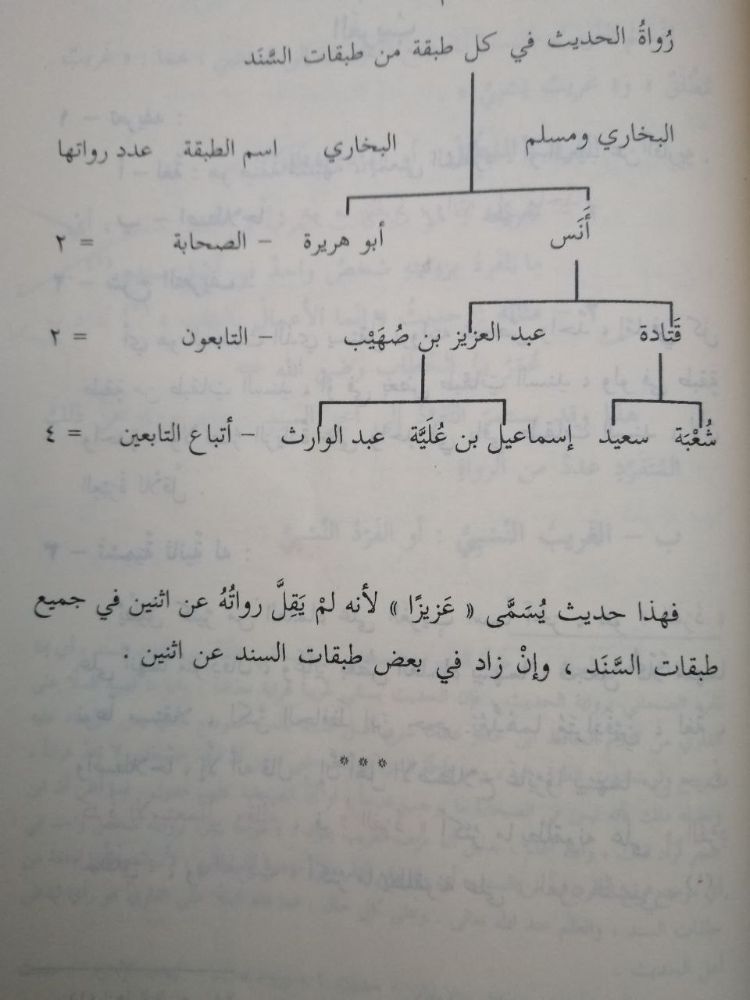 رُواةُ الحديث في كل طبقة من طبقات السَّنَد
البخاري ومسلم البخاري اسم الطبقة عدد رواتها
أَنَس أبو هريرة – الصحابة = ٢
قَتادة عبد العزيز بن صُهَيْب – التابعون = ٢
شُعْبَة سعيد إسماعيل بن عُلَيَّة عبد الوارث – أتباع التابعين = ٤
فهذا حديث يُسَمَّى « عَزيزًا » لأنه لمْ يَقِلَّ رواتُهُ عن اثنين في جميع
طبقات السَّنَد ، وإنْ زاد في بعض طبقات السند عن اثنين .
* * *